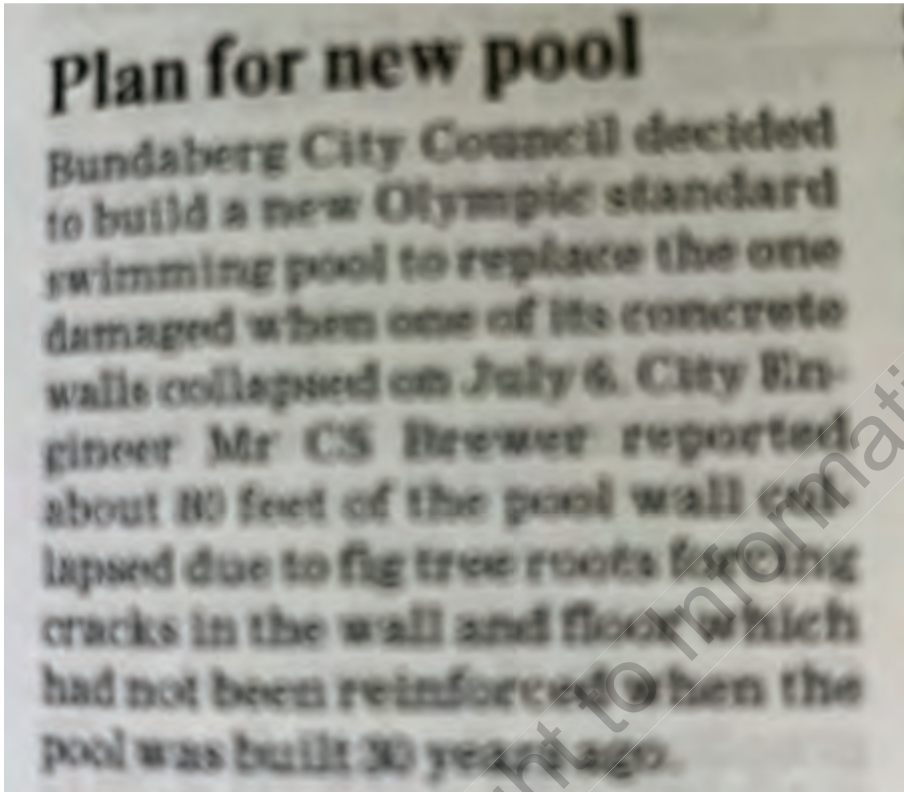 Plan for new pool
Bundaberg City Council decided
to build a new Olympic standard
swimming pool to replace the one
damaged when one of its concrete
walls collapsed on July 6. City En-
gineer Mr CS Brewer reported
about 80 feet of the pool wall col-
lapsed due to fig tree roots forcing
cracks in the wall and floor which
had not been reinforced when the
pool was built 30 years ago.
ht to Informati